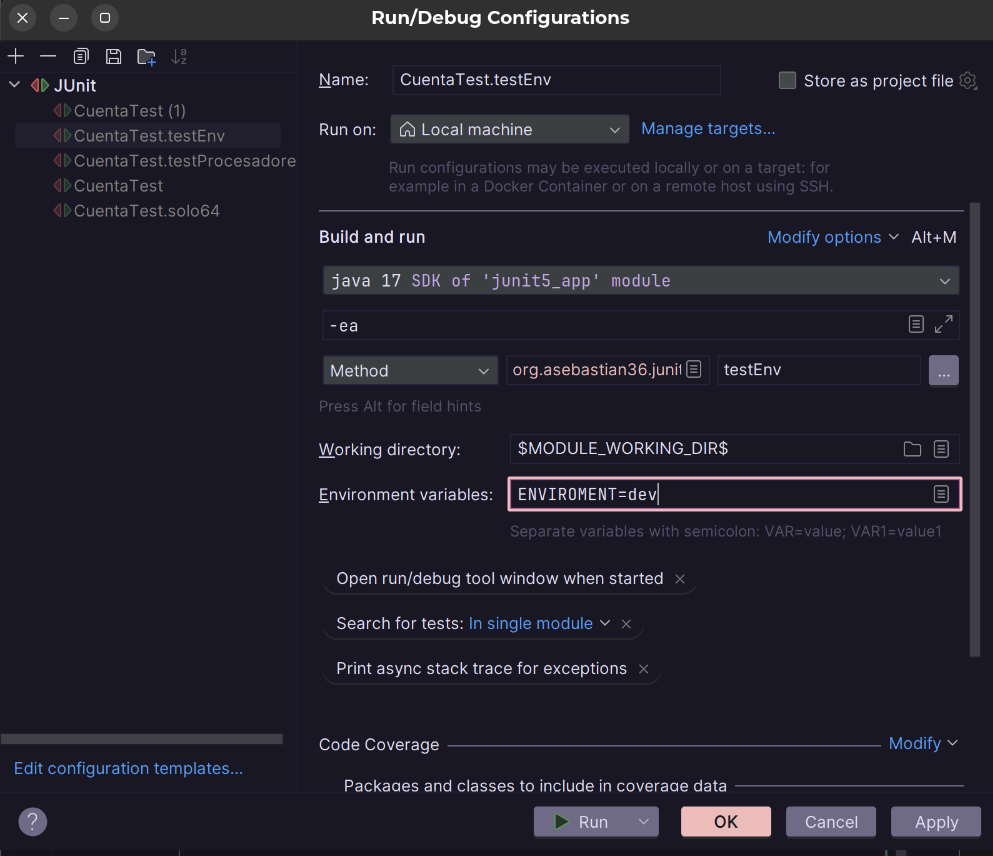 Run/Debug Configurations
JUnit
CuentaTest (1)
CuentaTest.testEnv
CuentaTest.testProcesadore
CuentaTest
CuentaTest.solo64
Edit configuration templates...
Name: CuentaTest.testEnv Store as project file
Run on: Local machine Manage targets...
Run configurations may be executed locally or on a target: for
example in a Docker Container or on a remote host using SSH.
Build and run Modify options Alt+M
java 17 SDK of 'junit5_app' module
-ea
Method org.asebastian36.junit testEnv ...
Press Alt for field hints
Working directory: $MODULE_WORKING_DIR$
Environment variables: ENVIROMENT=dev
Separate variables with semicolon: VAR=value; VAR1=value1
Open run/debug tool window when started
Search for tests: In single module
Print async stack trace for exceptions
Code Coverage Modify
Packages and classes to include in coverage data
? Run OK Cancel Apply